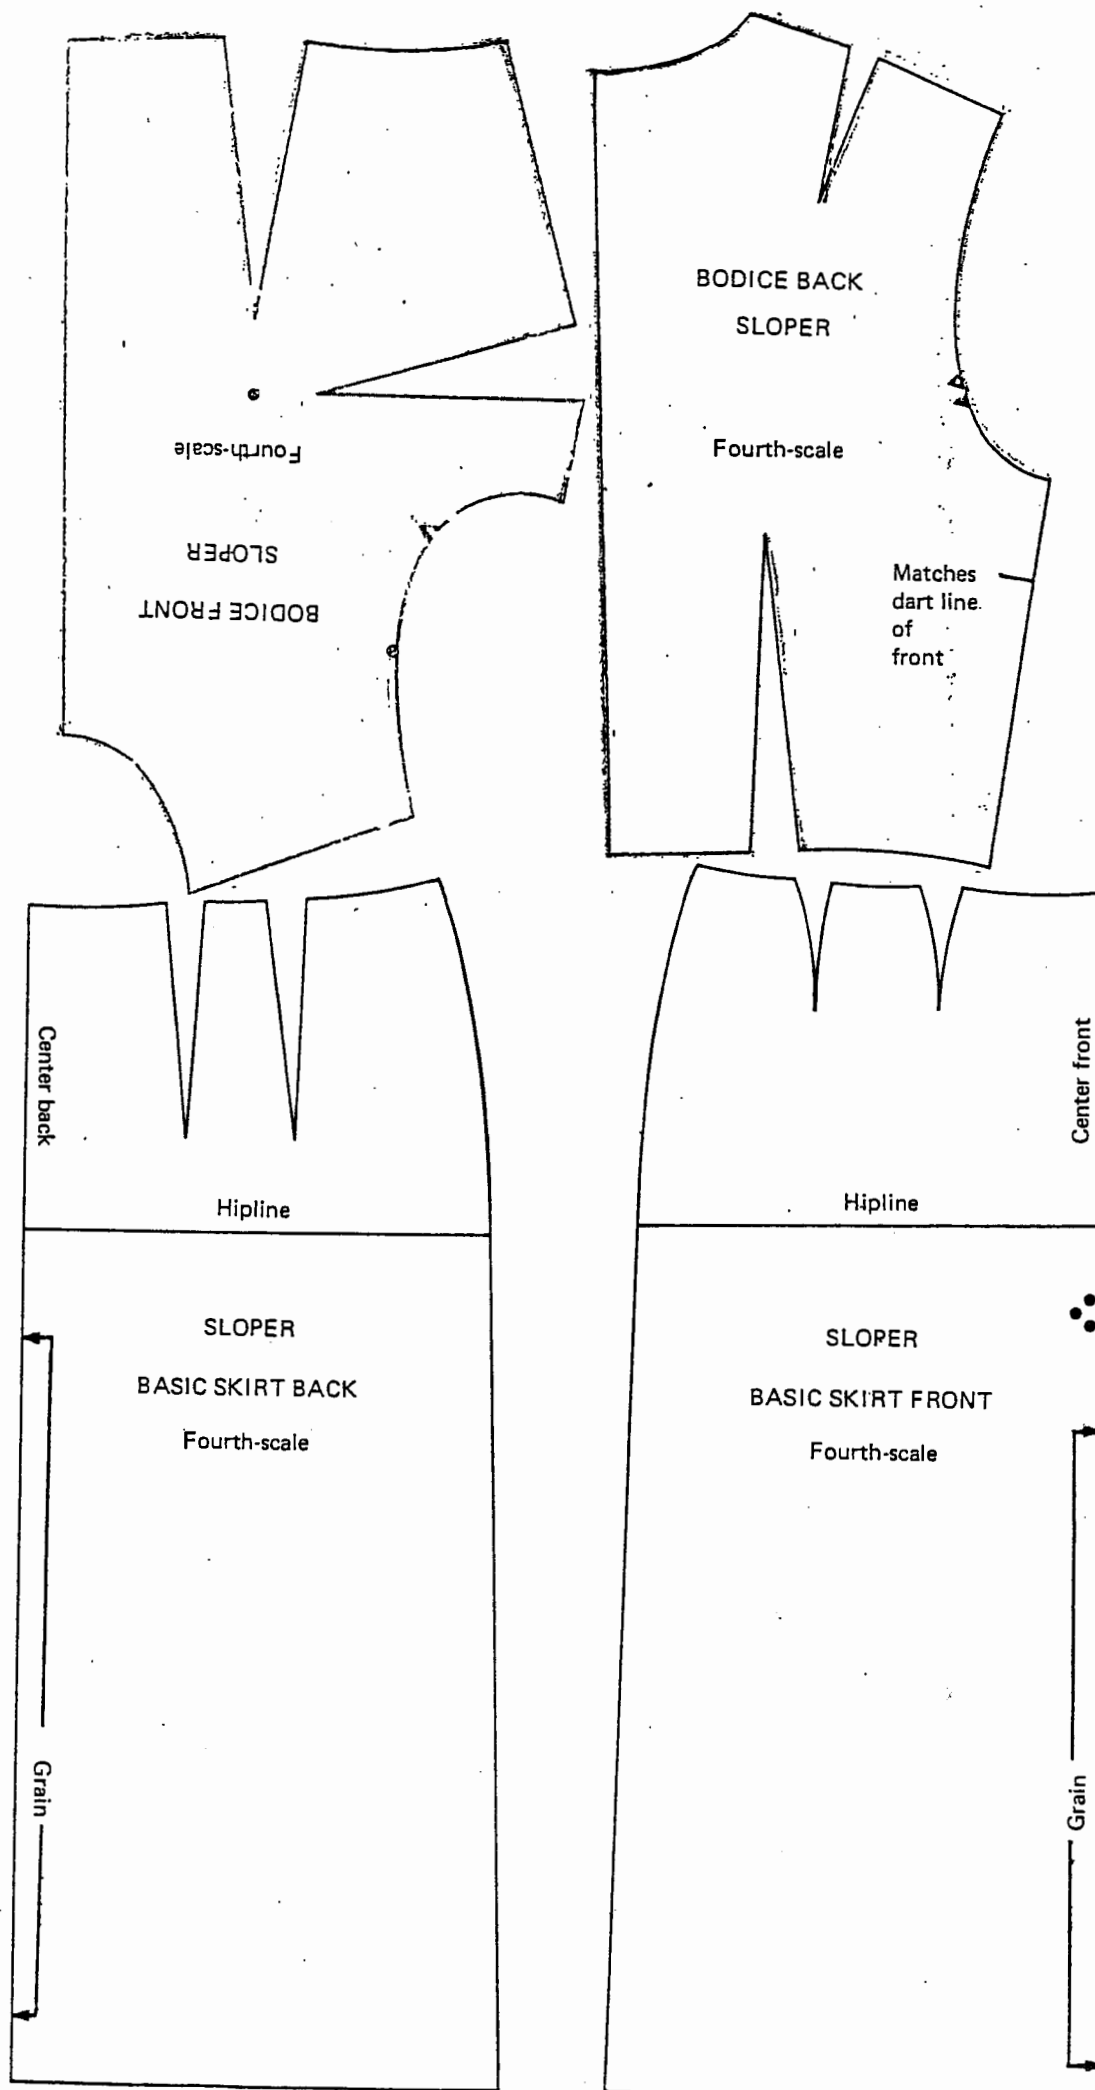 BODICE FRONT
SLOPER
Fourth-scale
BODICE BACK
SLOPER
Fourth-scale
Matches
dart line
of
front
Center back
Hipline
SLOPER
BASIC SKIRT BACK
Fourth-scale
Grain
Center front
Hipline
SLOPER
BASIC SKIRT FRONT
Fourth-scale
Grain